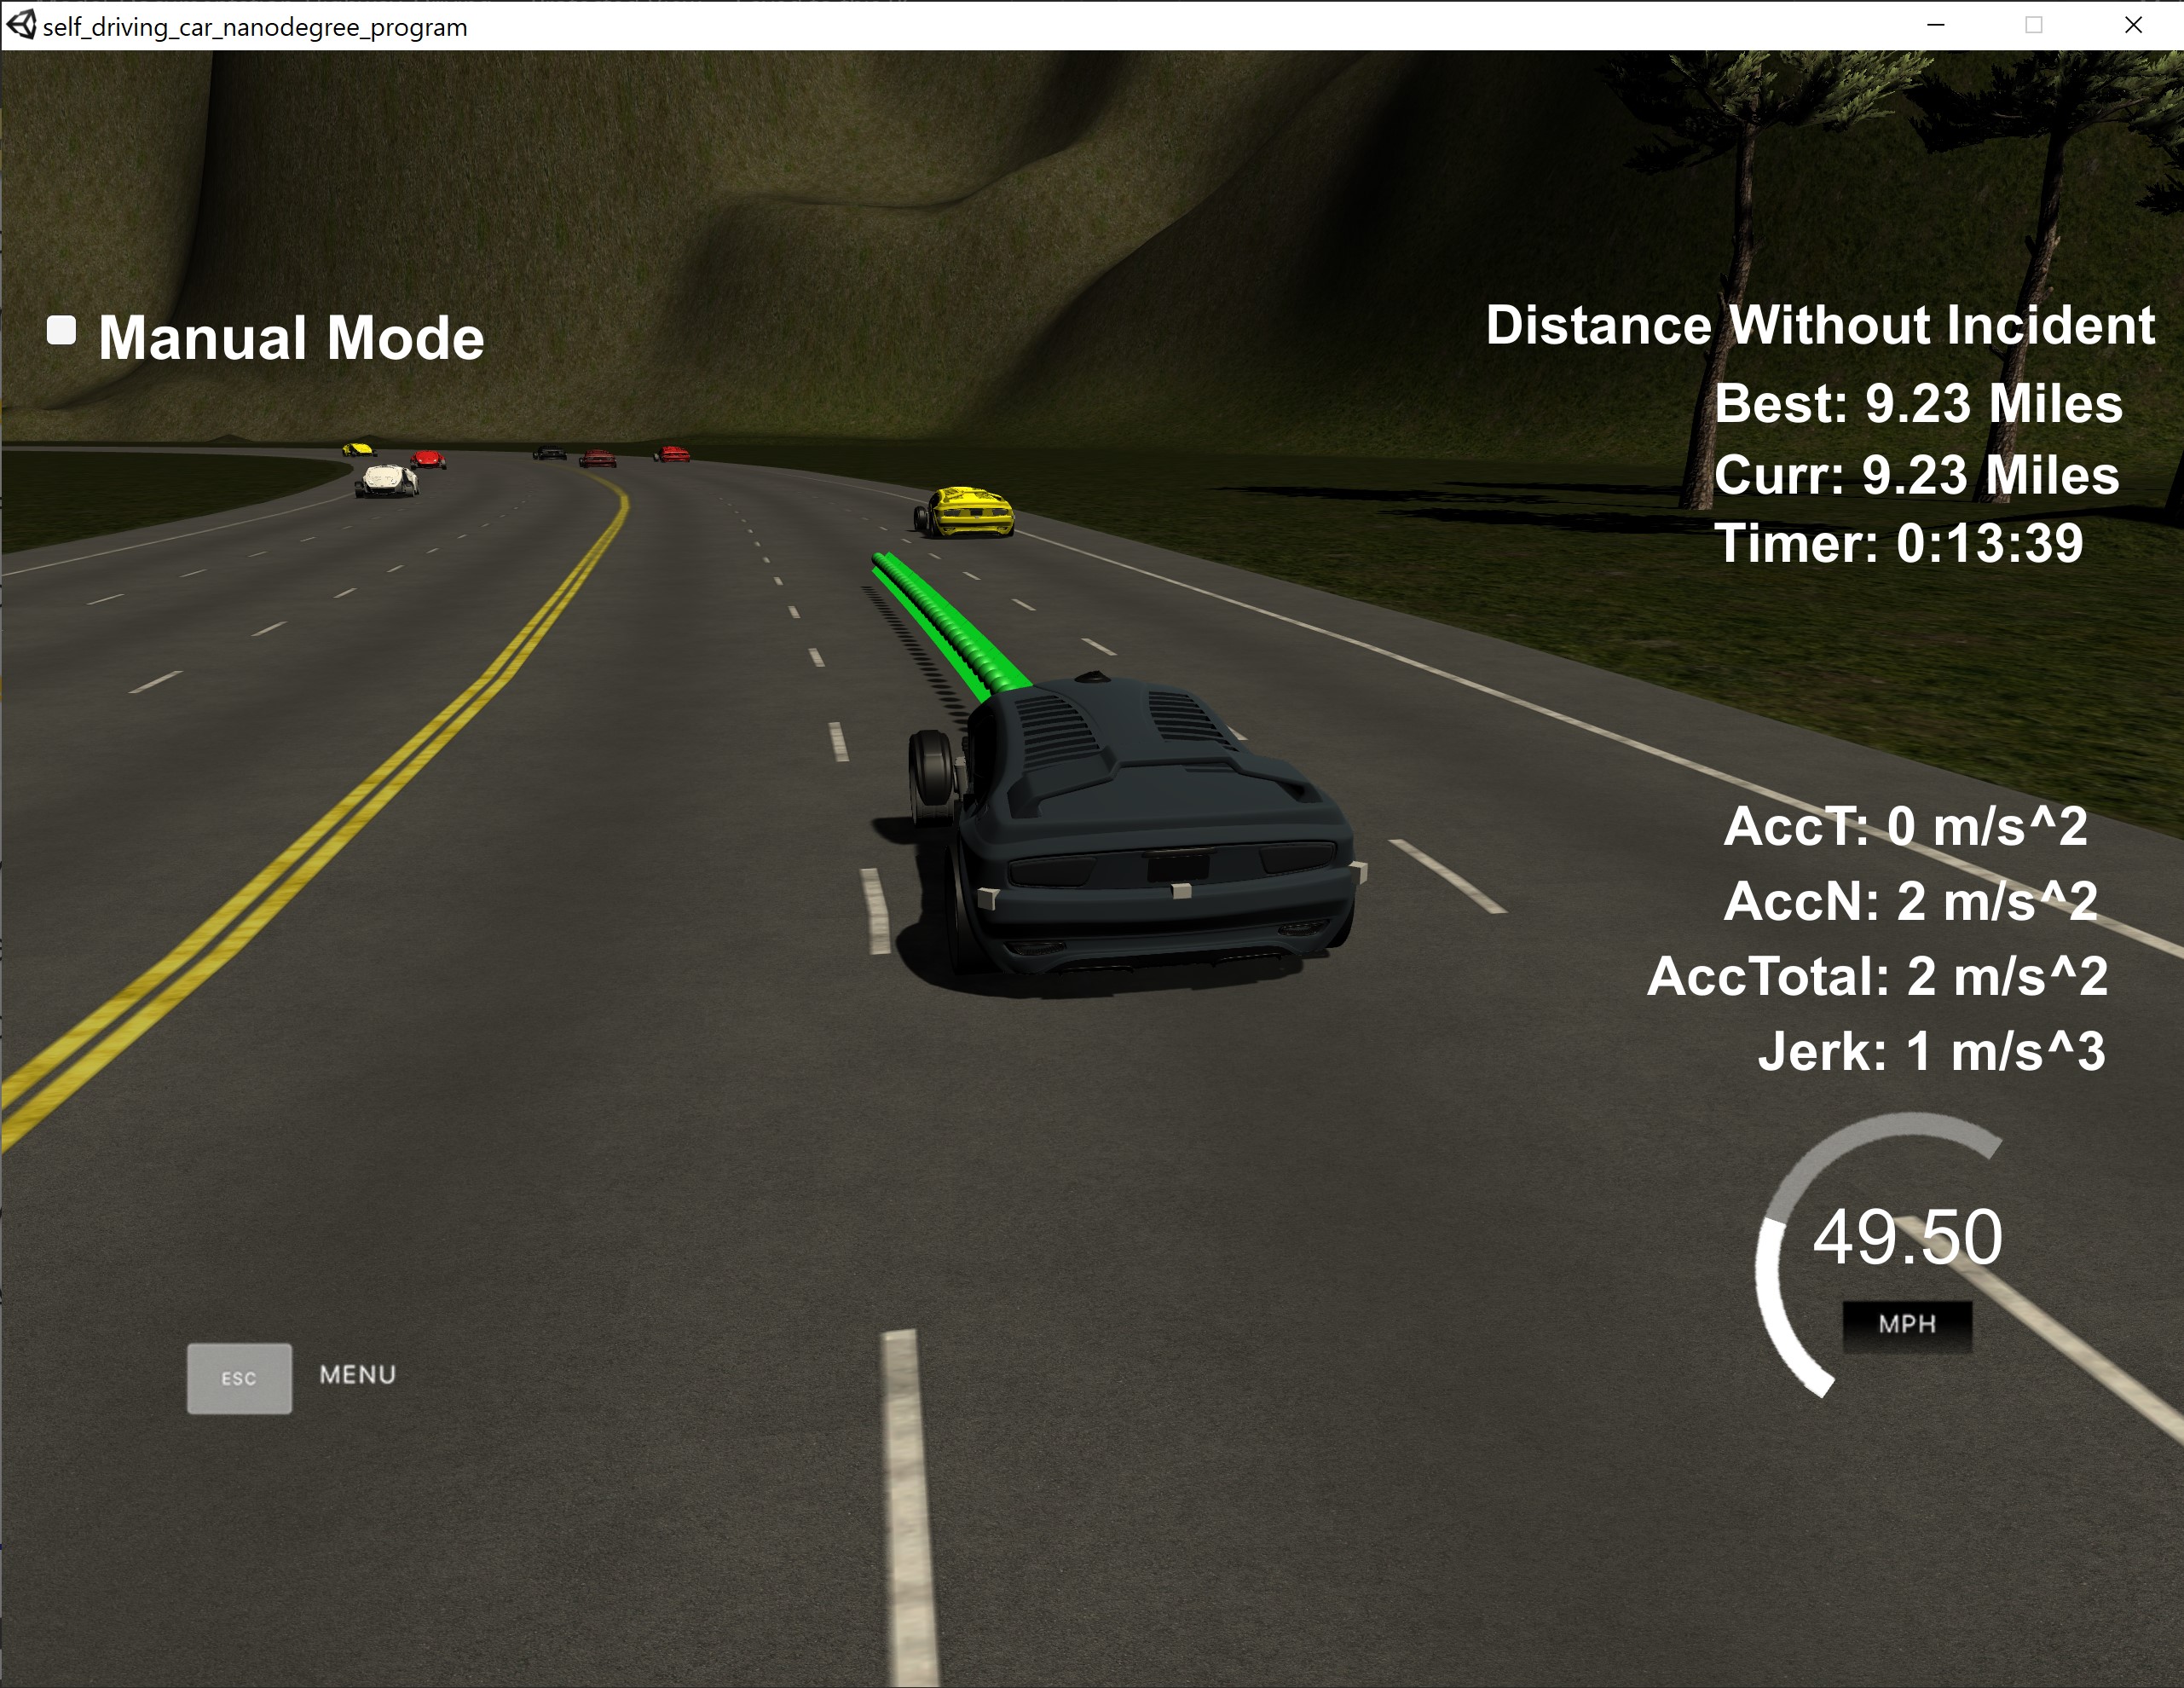 self_driving_car_nanodegree_program
Manual Mode
Distance Without Incident
Best: 9.23 Miles
Curr: 9.23 Miles
Timer: 0:13:39
AccT: 0 m/s^2
AccN: 2 m/s^2
AccTotal: 2 m/s^2
Jerk: 1 m/s^3
49.50
MPH
ESC MENU